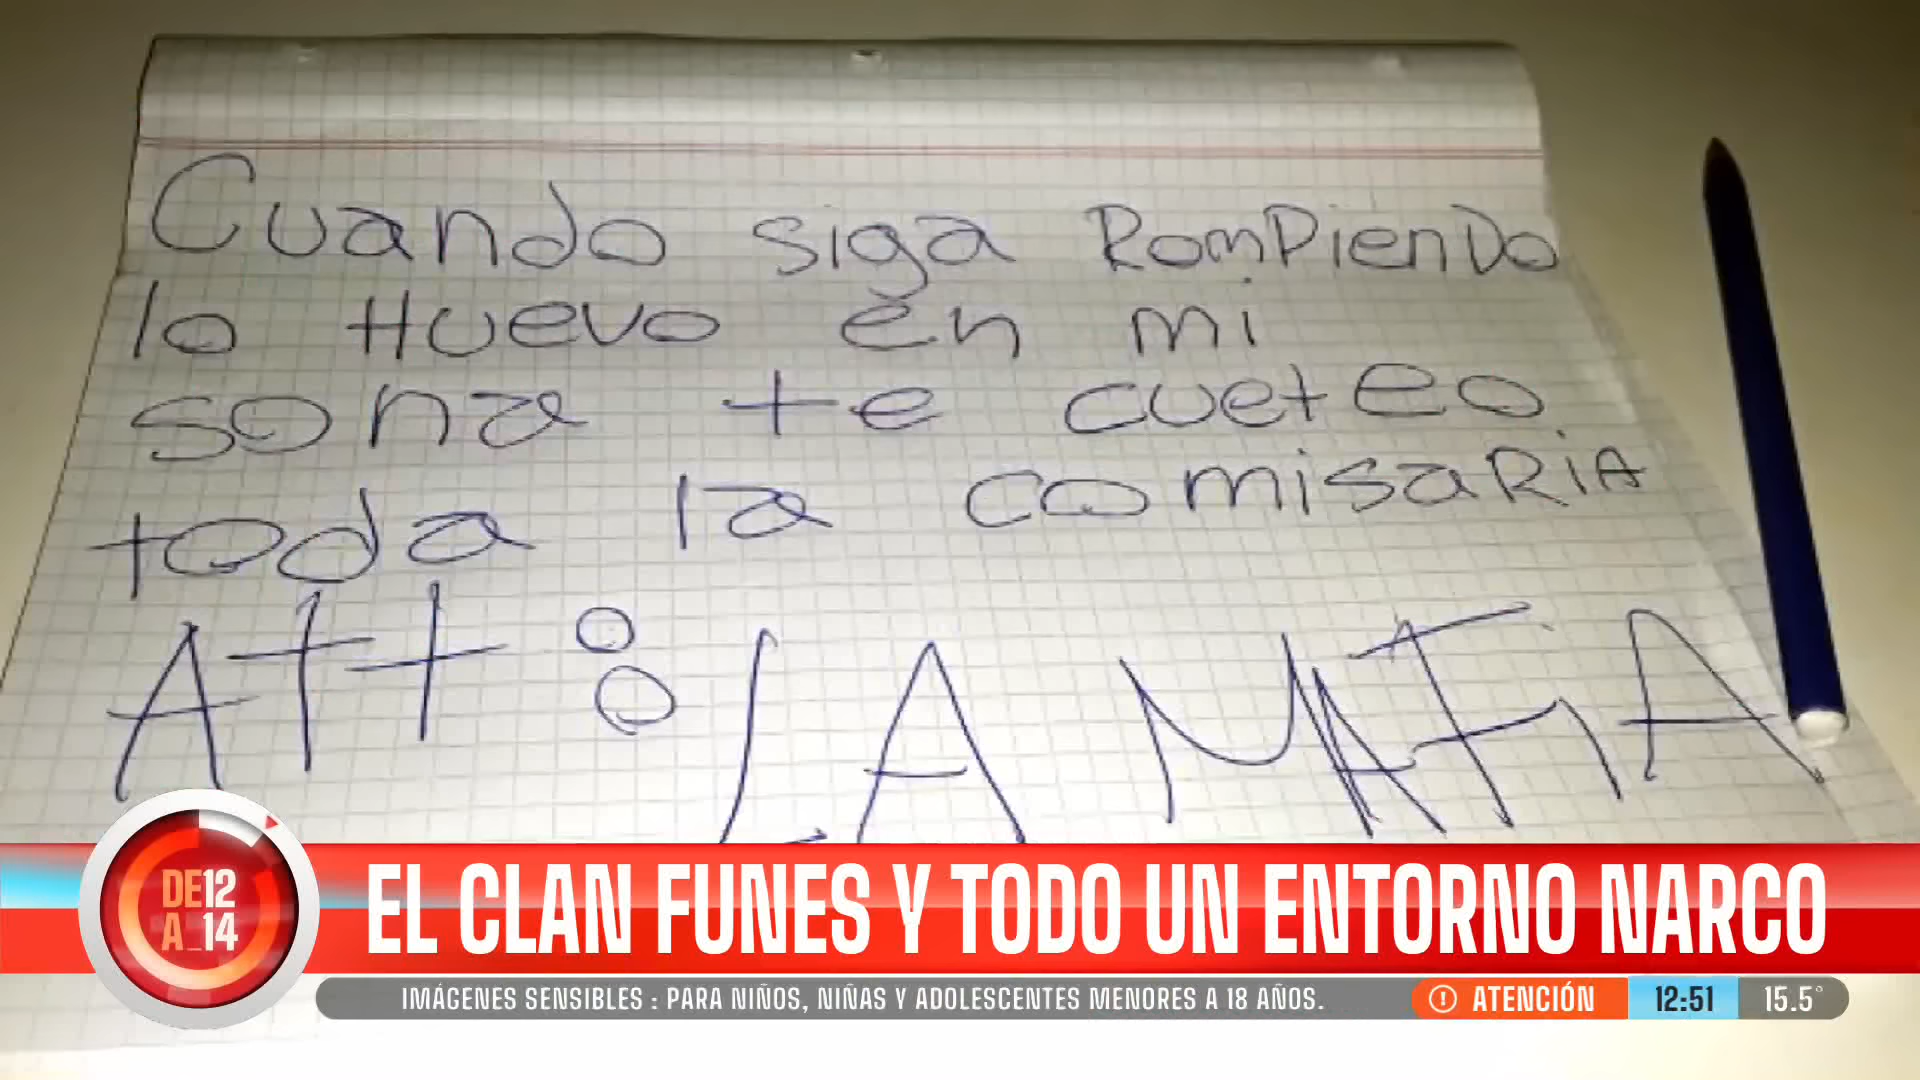 Cuando siga RomPienDo
lo Huevo en mi
sona te cueteo
toda la comisaRiA
ATT: LA MAFIA
DE12
A_14
EL CLAN FUNES Y TODO UN ENTORNO NARCO
IMÁGENES SENSIBLES : PARA NIÑOS, NIÑAS Y ADOLESCENTES MENORES A 18 AÑOS.
ATENCIÓN
12:51
15.5°